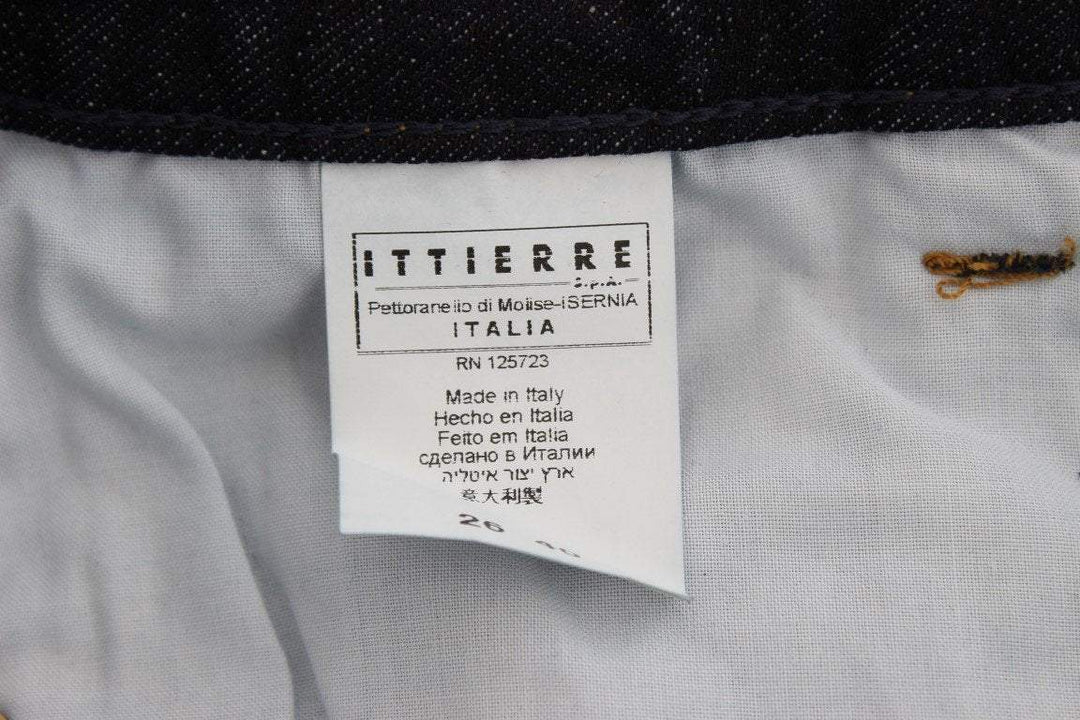 ITTIERRE
S.p.A.
Pettoranello di Molise-ISERNIA
ITALIA
RN 125723
Made in Italy
Hecho en Italia
Feito em Italia
сделано в Италии
ארץ יצור איטליה
意大利製
26